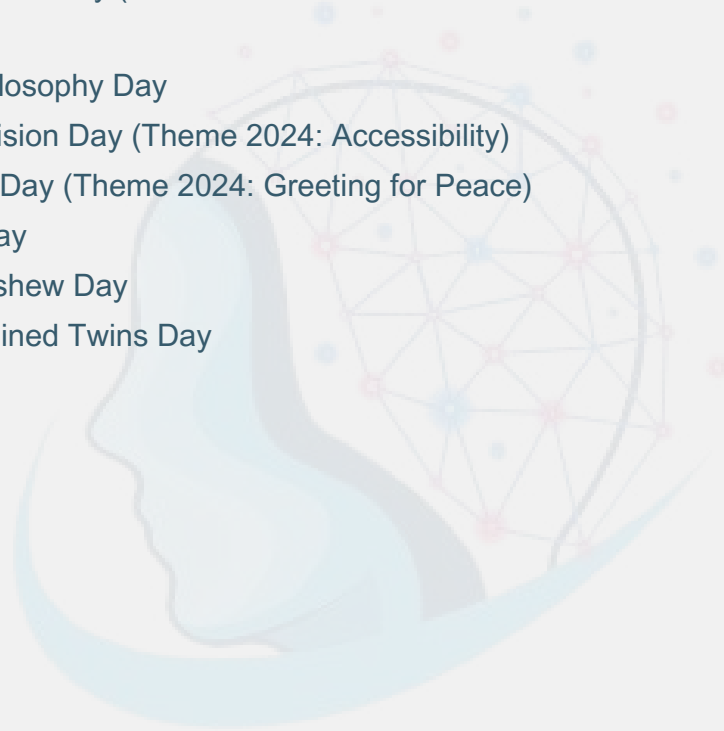 losophy Day
ision Day (Theme 2024: Accessibility)
Day (Theme 2024: Greeting for Peace)
ay
shew Day
ined Twins Day